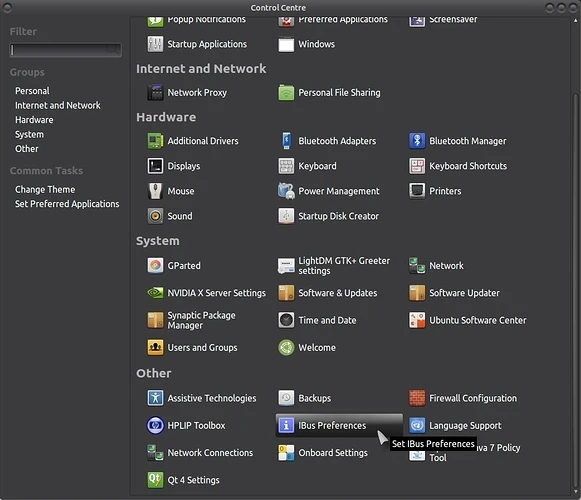 Control Centre
Filter
Groups
Personal
Internet and Network
Hardware
System
Other
Common Tasks
Change Theme
Set Preferred Applications
Popup Notifications
Preferred Applications
Screensaver
Startup Applications
Windows
Internet and Network
Network Proxy
Personal File Sharing
Hardware
Additional Drivers
Bluetooth Adapters
Bluetooth Manager
Displays
Keyboard
Keyboard Shortcuts
Mouse
Power Management
Printers
Sound
Startup Disk Creator
System
GParted
LightDM GTK+ Greeter
settings
Network
NVIDIA X Server Settings
Software & Updates
Software Updater
Synaptic Package
Manager
Time and Date
Ubuntu Software Center
Users and Groups
Welcome
Other
Assistive Technologies
Backups
Firewall Configuration
HPLIP Toolbox
IBus Preferences
Language Support
Set IBus Preferences
Network Connections
Onboard Settings
va 7 Policy
Tool
Qt 4 Settings